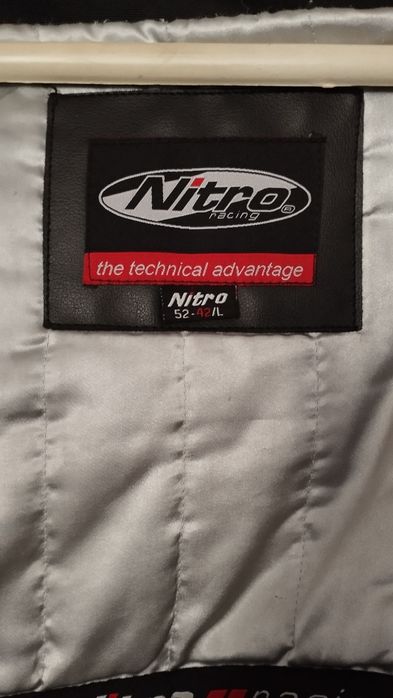 Nitro
racing ®
the technical advantage
Nitro
52-42/L